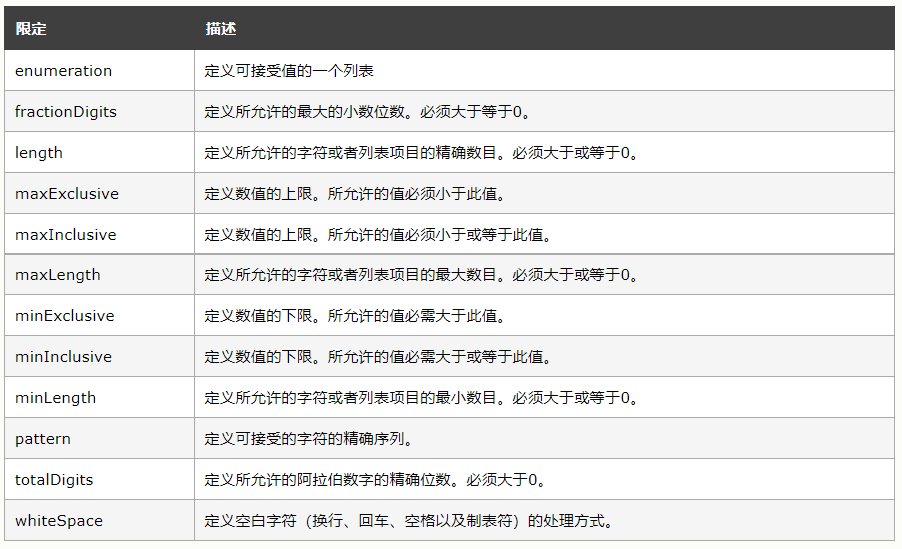 限定 描述
enumeration 定义可接受值的一个列表
fractionDigits 定义所允许的最大的小数位数。必须大于等于0。
length 定义所允许的字符或者列表项目的精确数目。必须大于或等于0。
maxExclusive 定义数值的上限。所允许的值必须小于此值。
maxInclusive 定义数值的上限。所允许的值必须小于或等于此值。
maxLength 定义所允许的字符或者列表项目的最大数目。必须大于或等于0。
minExclusive 定义数值的下限。所允许的值必需大于此值。
minInclusive 定义数值的下限。所允许的值必需大于或等于此值。
minLength 定义所允许的字符或者列表项目的最小数目。必须大于或等于0。
pattern 定义可接受的字符的精确序列。
totalDigits 定义所允许的阿拉伯数字的精确位数。必须大于0。
whiteSpace 定义空白字符（换行、回车、空格以及制表符）的处理方式。